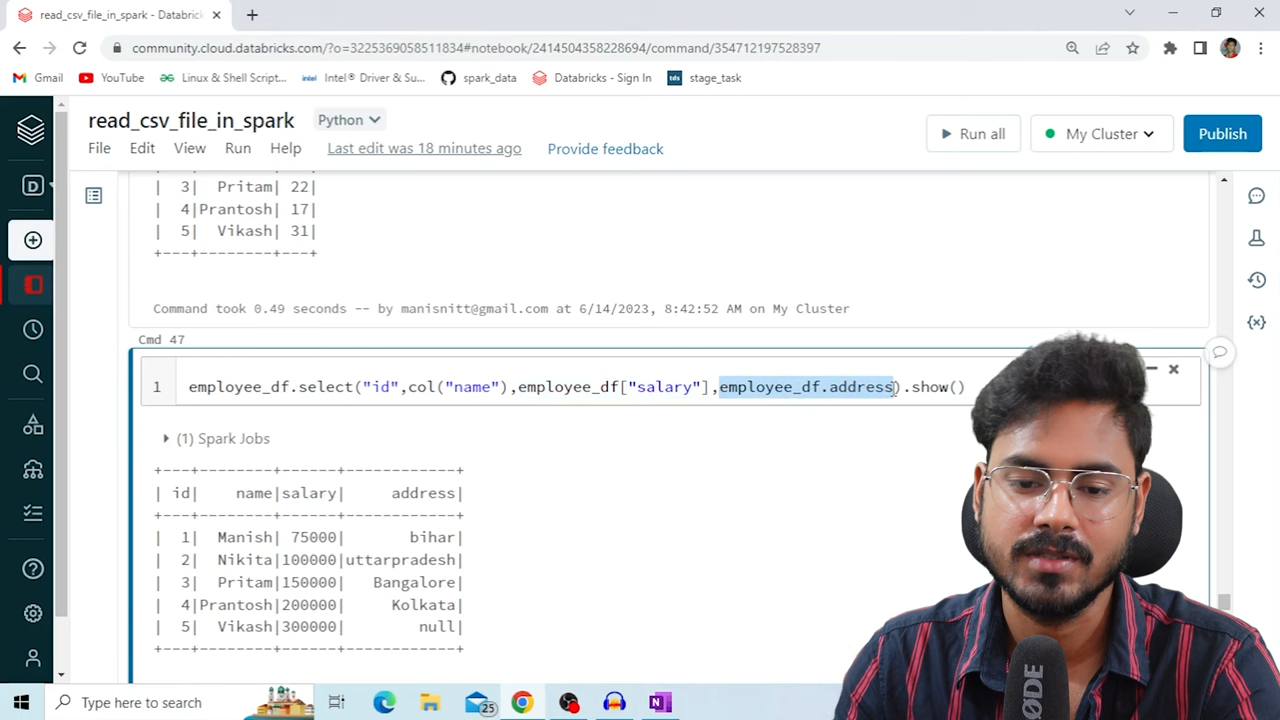 read_csv_file_in_spark - Databric
community.cloud.databricks.com/?o=3225369058511834#notebook/2414504358228694/command/354712197528397
Gmail YouTube Linux & Shell Script... Intel® Driver & Su... spark_data Databricks - Sign In stage_task
read_csv_file_in_spark Python
Run all My Cluster Publish
File Edit View Run Help Last edit was 18 minutes ago Provide feedback
D
| 3| Pritam| 22|
| 4|Prantosh| 17|
| 5| Vikash| 31|
+---+--------+---+
Command took 0.49 seconds -- by manisnitt@gmail.com at 6/14/2023, 8:42:52 AM on My Cluster
Cmd 47
1 employee_df.select("id",col("name"),employee_df["salary"],employee_df.address).show()
(1) Spark Jobs
+---+--------+------+------------+
| id| name|salary| address|
+---+--------+------+------------+
| 1| Manish| 75000| bihar|
| 2| Nikita|100000|uttarpradesh|
| 3| Pritam|150000| Bangalore|
| 4|Prantosh|200000| Kolkata|
| 5| Vikash|300000| null|
+---+--------+------+------------+
Type here to search
25